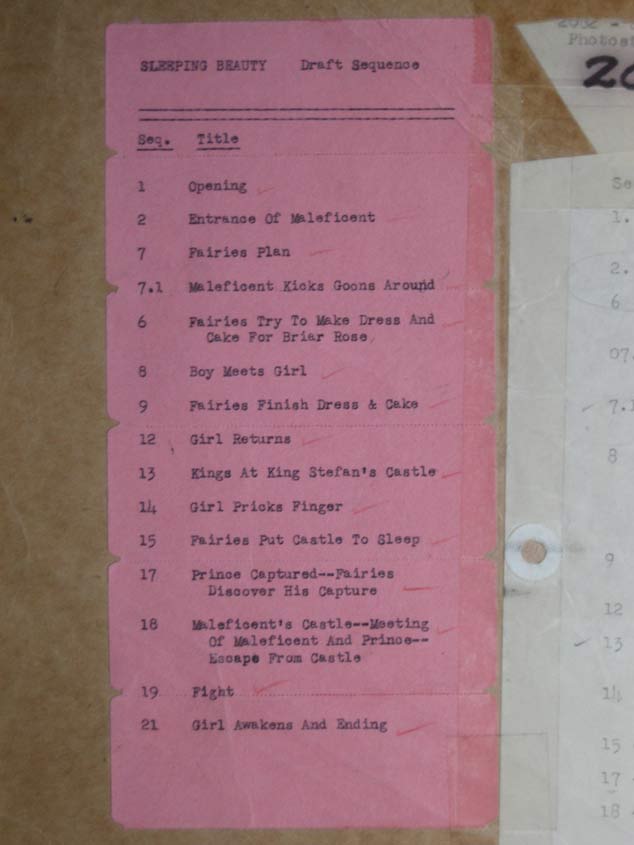 SLEEPING BEAUTY Draft Sequence
Seq. Title
1 Opening
2 Entrance Of Maleficent
7 Fairies Plan
7.1 Maleficent Kicks Goons Around
6 Fairies Try To Make Dress And
Cake For Briar Rose
8 Boy Meets Girl
9 Fairies Finish Dress & Cake
12 Girl Returns
13 Kings At King Stefan's Castle
14 Girl Pricks Finger
15 Fairies Put Castle To Sleep
17 Prince Captured--Fairies
Discover His Capture
18 Maleficent's Castle--Meeting
Of Maleficent And Prince--
Escape From Castle
19 Fight
21 Girl Awakens And Ending
20
1.
2.
6
07.
7.1
8
9
12
13
14
15
17
18